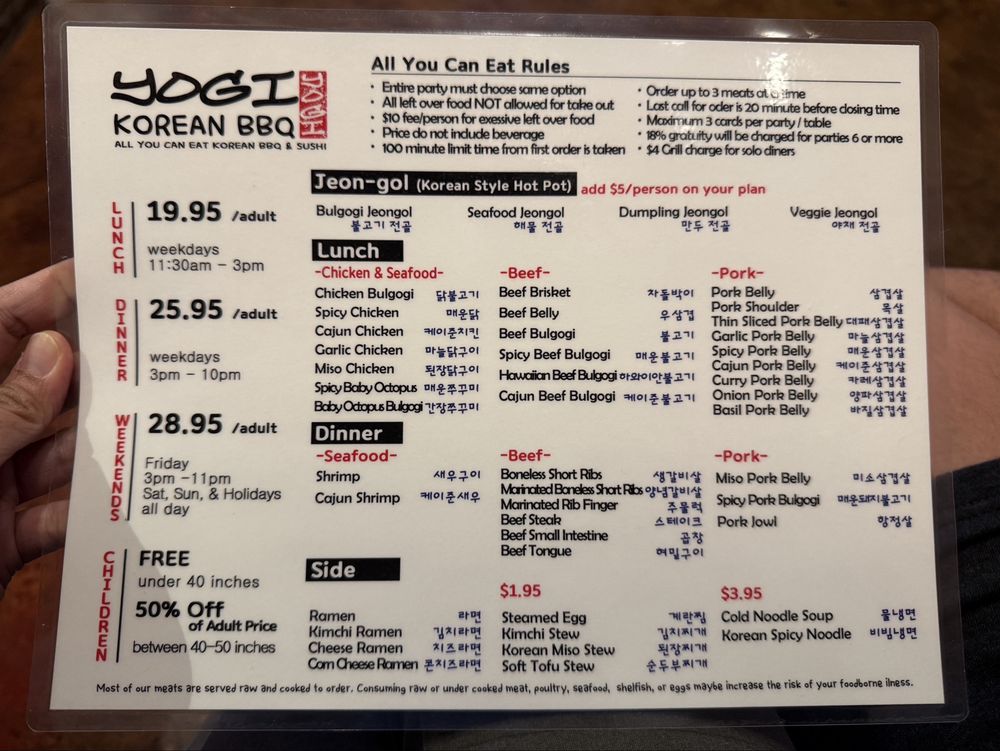 YOGI
KOREAN BBQ
YOGI
ALL YOU CAN EAT KOREAN BBQ & SUSHI
All You Can Eat Rules
• Entire party must choose same option
• All left over food NOT allowed for take out
• $10 fee/person for exessive left over food
• Price do not include beverage
• 100 minute limit time from first order is taken
• Order up to 3 meats at a time
• Last call for oder is 20 minute before closing time
• Maximum 3 cards per party / table
• 18% gratuity will be charged for parties 6 or more
• $4 Grill charge for solo diners
LUNCH
19.95 /adult
weekdays
11:30am - 3pm
DINNER
25.95 /adult
weekdays
3pm - 10pm
WEEKENDS
28.95 /adult
Friday
3pm -11pm
Sat, Sun, & Holidays
all day
CHILDREN
FREE
under 40 inches
50% Off
of Adult Price
between 40-50 inches
Jeon-gol (Korean Style Hot Pot) add $5/person on your plan
Bulgogi Jeongol
불고기 전골
Seafood Jeongol
해물 전골
Dumpling Jeongol
만두 전골
Veggie Jeongol
야채 전골
Lunch
-Chicken & Seafood-
Chicken Bulgogi 닭불고기
Spicy Chicken 매운닭
Cajun Chicken 케이준치킨
Garlic Chicken 마늘닭구이
Miso Chicken 된장닭구이
Spicy Baby Octopus 매운쭈꾸미
Baby Octopus Bulgogi 간장쭈꾸미
-Beef-
Beef Brisket 차돌박이
Beef Belly 우삼겹
Beef Bulgogi 불고기
Spicy Beef Bulgogi 매운불고기
Hawaiian Beef Bulgogi 하와이안불고기
Cajun Beef Bulgogi 케이준불고기
-Pork-
Pork Belly 삼겹살
Pork Shoulder 목살
Thin Sliced Pork Belly 대패삼겹살
Garlic Pork Belly 마늘삼겹살
Spicy Pork Belly 매운삼겹살
Cajun Pork Belly 케이준삼겹살
Curry Pork Belly 카레삼겹살
Onion Pork Belly 양파삼겹살
Basil Pork Belly 바질삼겹살
Dinner
-Seafood-
Shrimp 새우구이
Cajun Shrimp 케이준새우
-Beef-
Boneless Short Ribs 생갈비살
Marinated Boneless Short Ribs 양념갈비살
Marinated Rib Finger 주물럭
Beef Steak 스테이크
Beef Small Intestine 곱창
Beef Tongue 혀밑구이
-Pork-
Miso Pork Belly 미소삼겹살
Spicy Pork Bulgogi 매운돼지불고기
Pork Jowl 항정살
Side
Ramen 라면
Kimchi Ramen 김치라면
Cheese Ramen 치즈라면
Corn Cheese Ramen 콘치즈라면
$1.95
Steamed Egg 계란찜
Kimchi Stew 김치찌개
Korean Miso Stew 된장찌개
Soft Tofu Stew 순두부찌개
$3.95
Cold Noodle Soup 물냉면
Korean Spicy Noodle 비빔냉면
Most of our meats are served raw and cooked to order. Consuming raw or under cooked meat, poultry, seafood, shelfish, or eggs maybe increase the risk of your foodborne ilness.